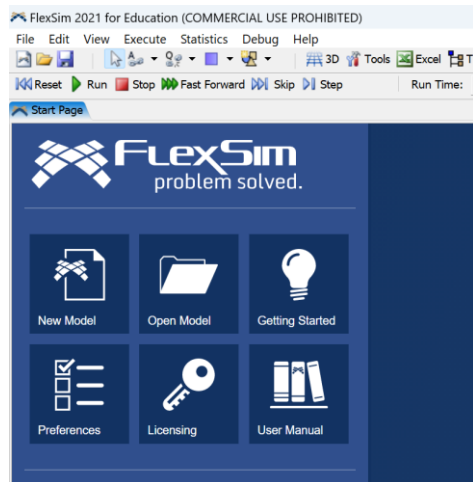 FlexSim 2021 for Education (COMMERCIAL USE PROHIBITED)
File Edit View Execute Statistics Debug Help
3D Tools Excel T
Reset Run Stop Fast Forward Skip Step Run Time:
Start Page
FLEXSIM
problem solved.
New Model Open Model Getting Started
Preferences Licensing User Manual